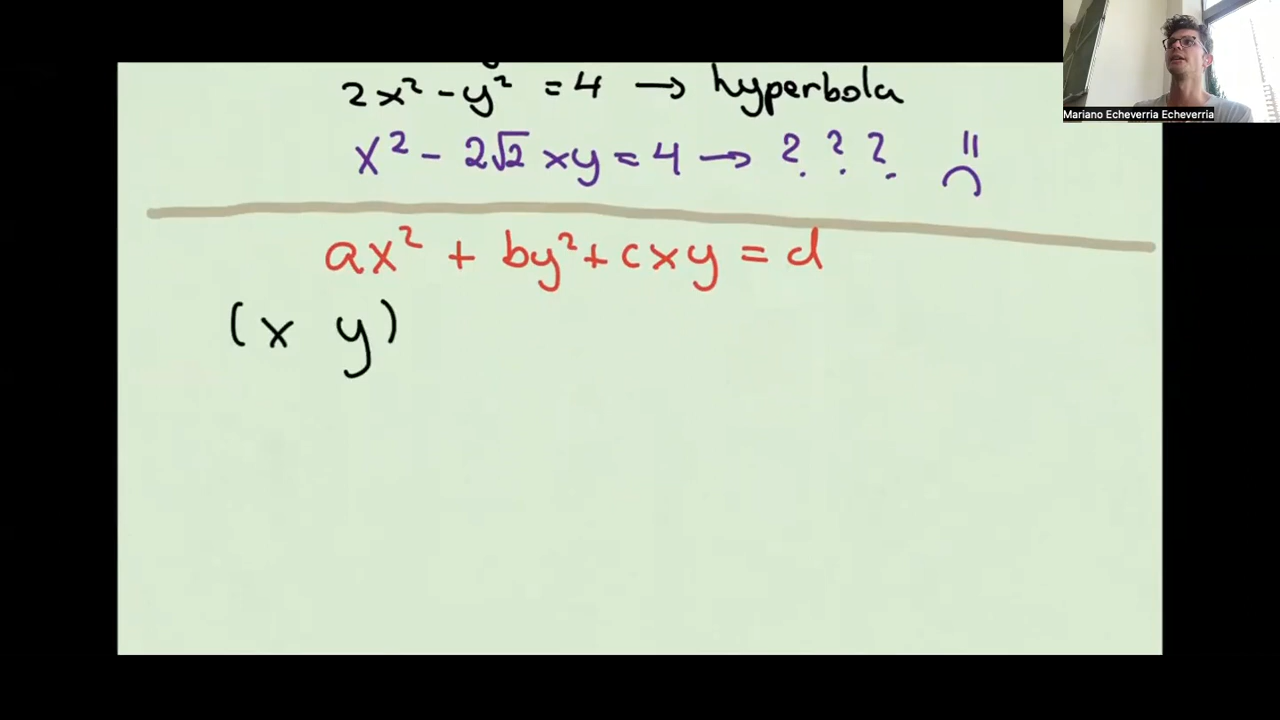 2x² - y² = 4 → hyperbola
x² - 2√2 xy = 4 → ? ? ?
ax² + by² + cxy = d
(x y)
Mariano Echeverria Echeverria